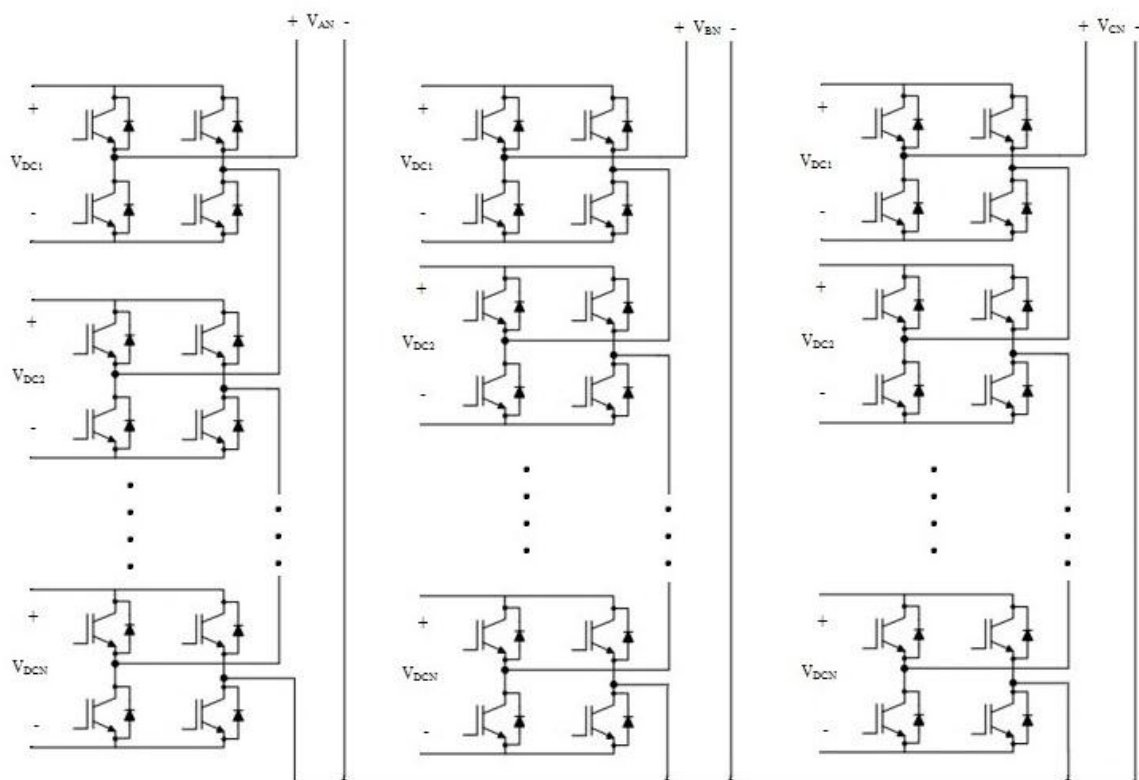 + V_AN - + V_BN - + V_CN -
+ + +
V_DC1 V_DC1 V_DC1
- - -
+ + +
V_DC2 V_DC2 V_DC2
- - -
+ + +
V_DCN V_DCN V_DCN
- - -